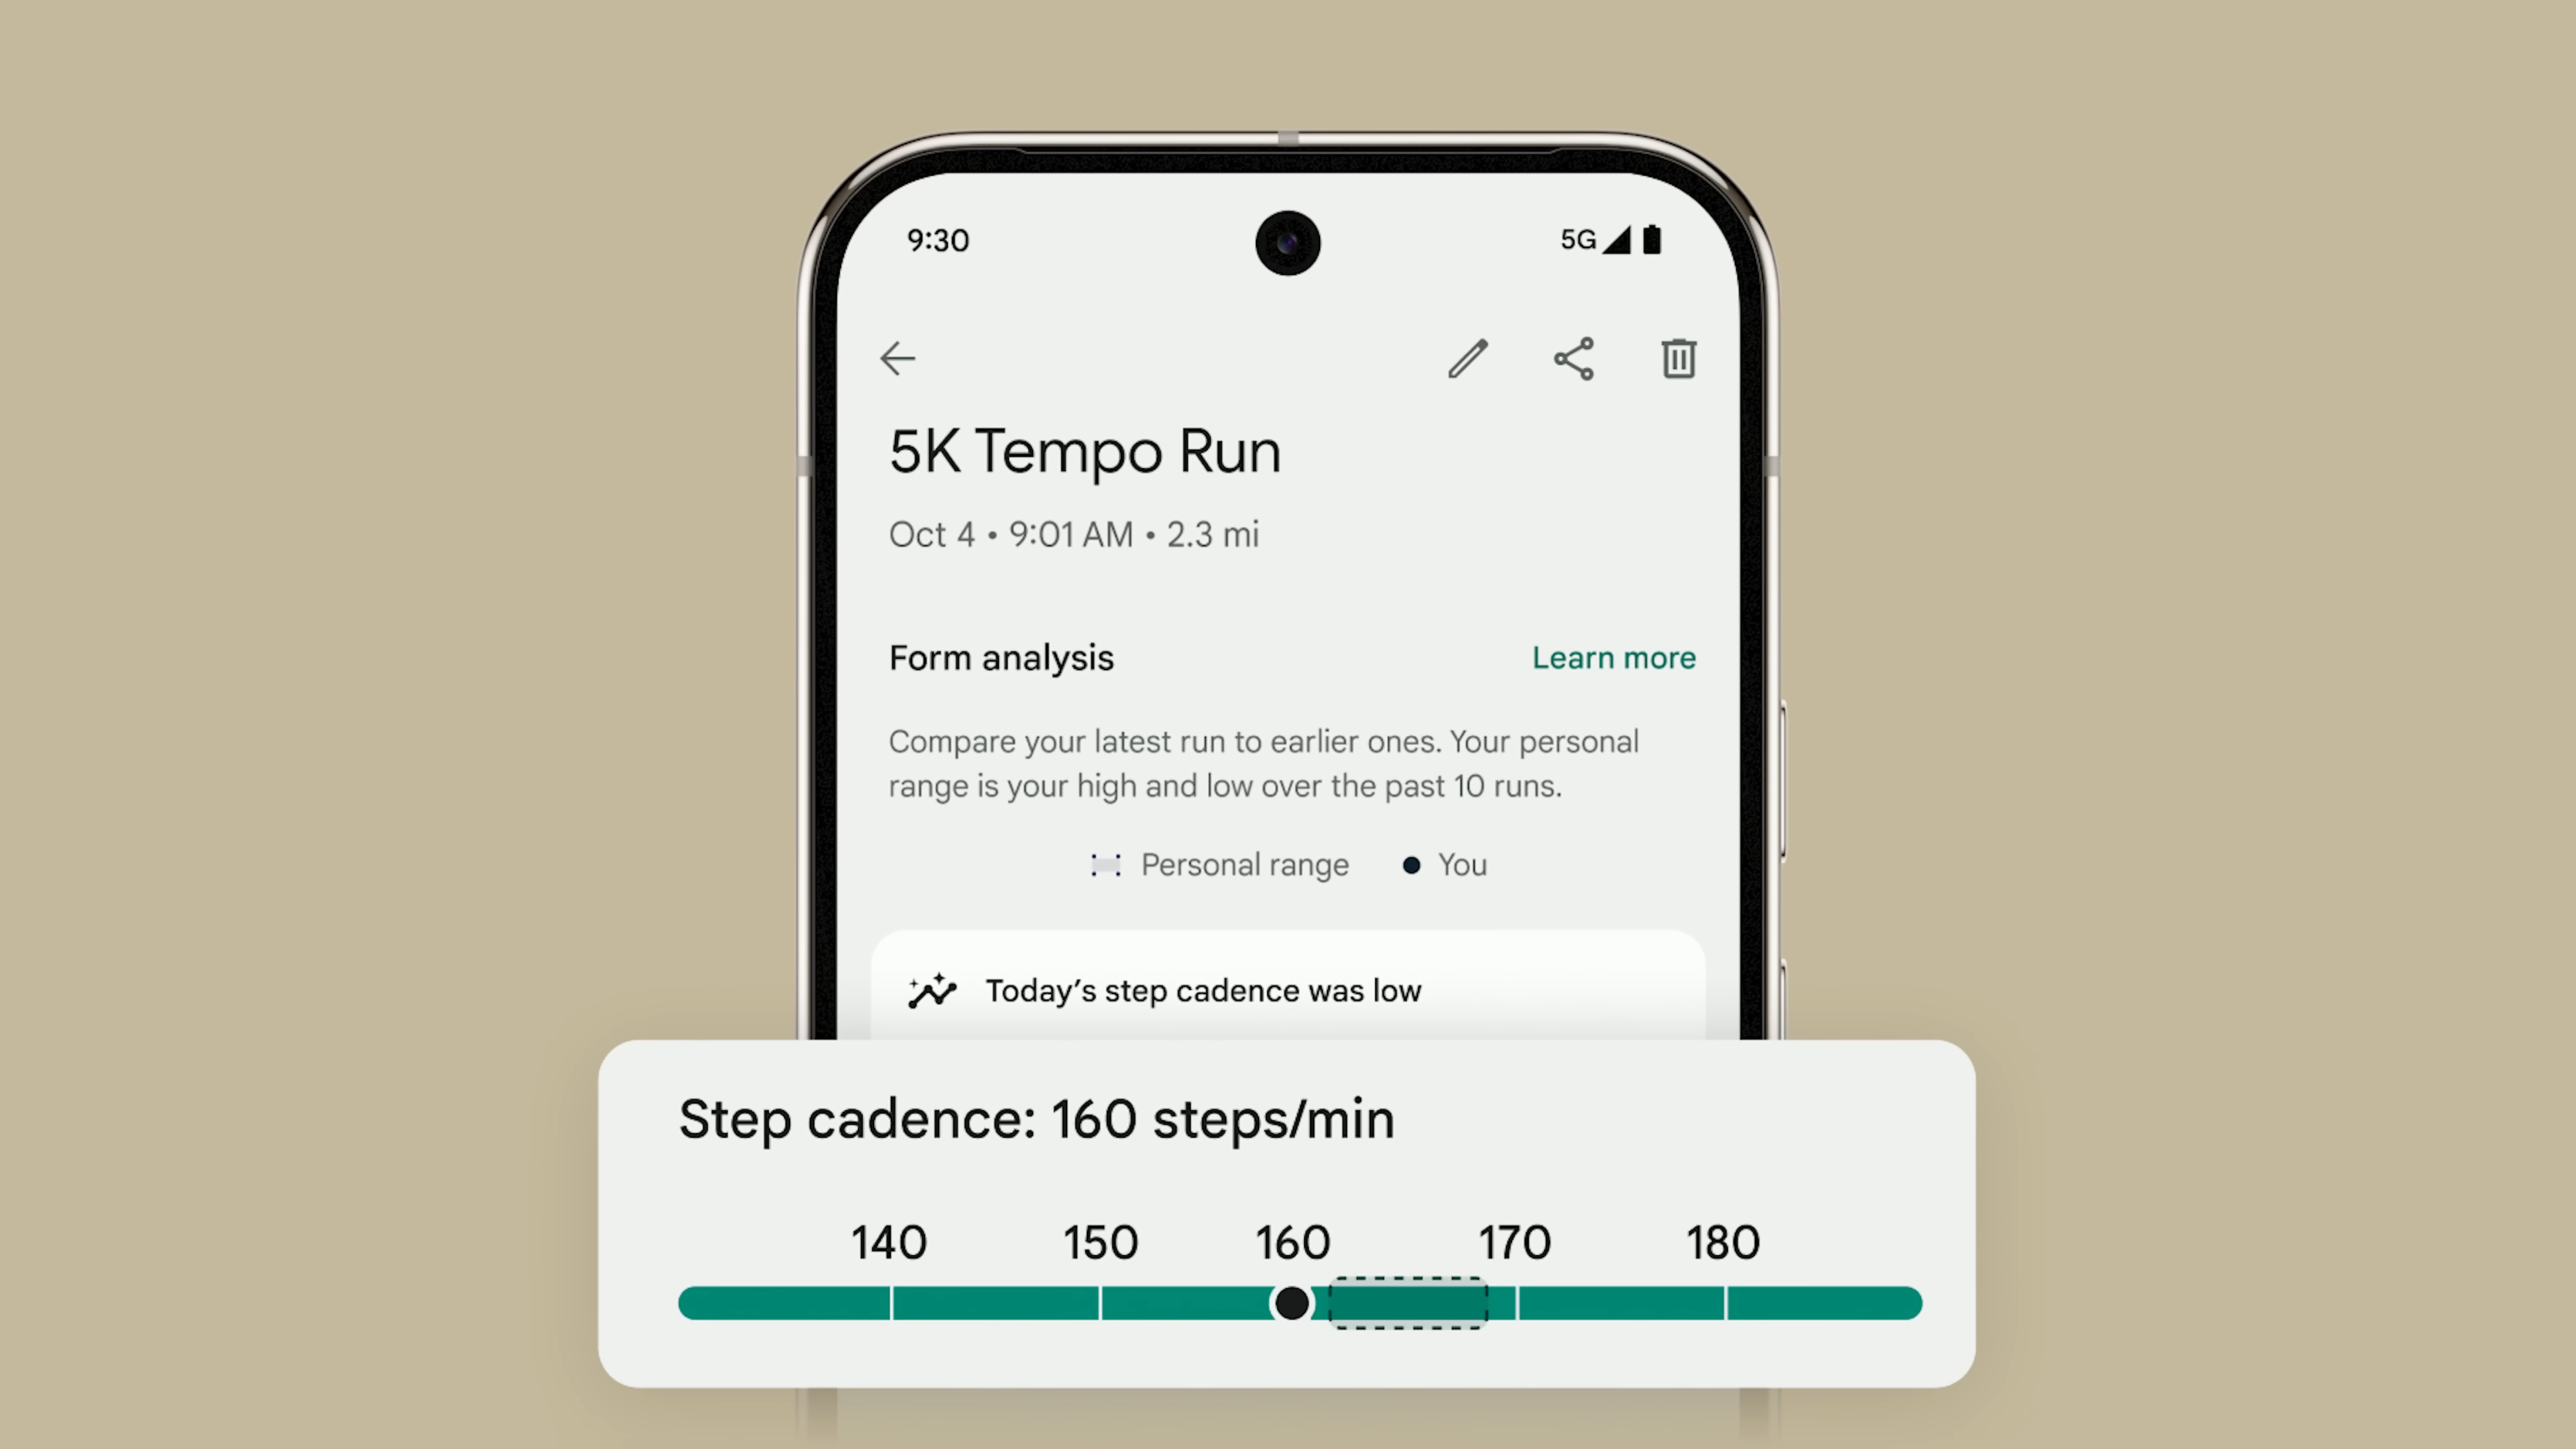 9:30
5G
5K Tempo Run
Oct 4 • 9:01 AM • 2.3 mi
Form analysis
Learn more
Compare your latest run to earlier ones. Your personal
range is your high and low over the past 10 runs.
Personal range
You
Today’s step cadence was low
Step cadence: 160 steps/min
140 150 160 170 180